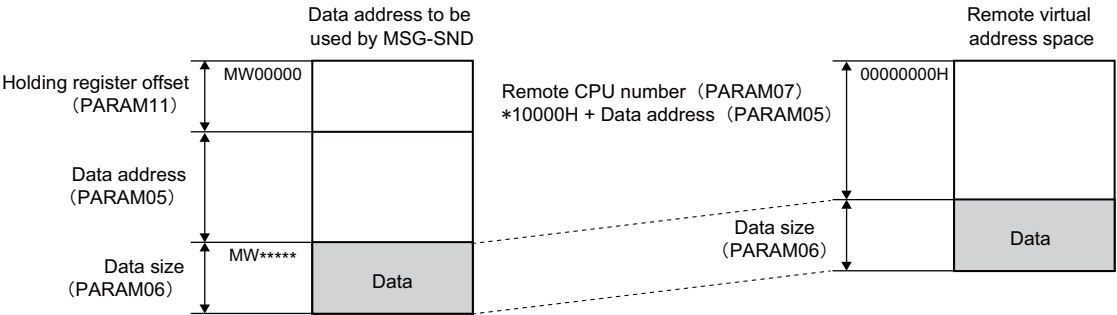 Data address to be
used by MSG-SND
Holding register offset
（PARAM11）
MW00000
Data address
（PARAM05）
Data size
（PARAM06）
MW*****
Data
Remote virtual
address space
Remote CPU number（PARAM07）
*10000H + Data address（PARAM05）
00000000H
Data size
（PARAM06）
Data